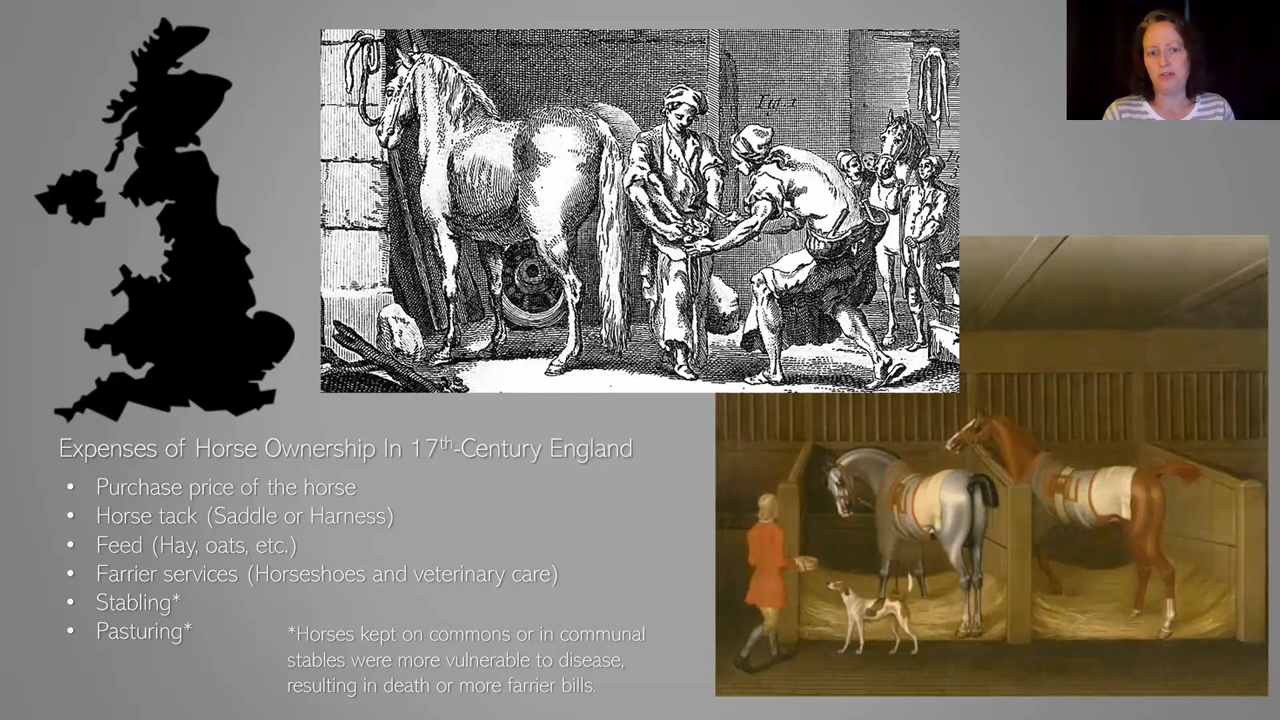 Fig. 1
Expenses of Horse Ownership In 17th-Century England
• Purchase price of the horse
• Horse tack (Saddle or Harness)
• Feed (Hay, oats, etc.)
• Farrier services (Horseshoes and veterinary care)
• Stabling*
• Pasturing*
*Horses kept on commons or in communal
stables were more vulnerable to disease,
resulting in death or more farrier bills.